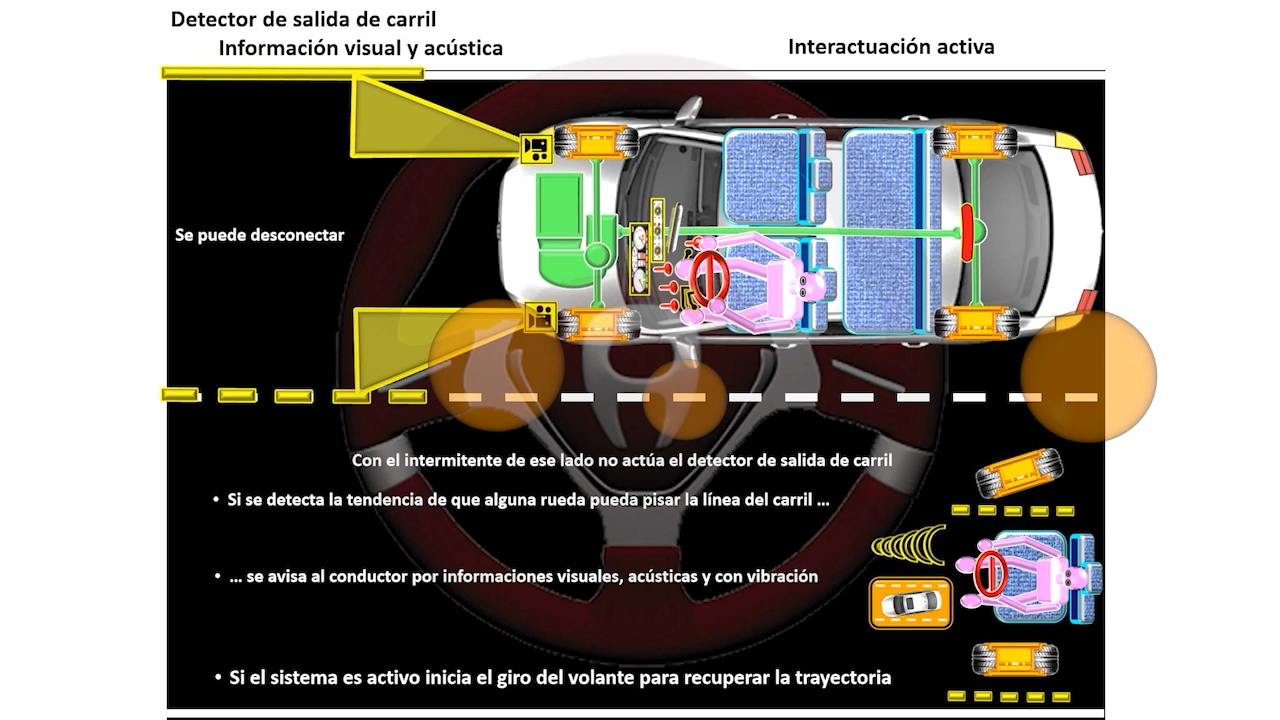 Detector de salida de carril
Información visual y acústica
Interactuación activa
Se puede desconectar
Con el intermitente de ese lado no actúa el detector de salida de carril
• Si se detecta la tendencia de que alguna rueda pueda pisar la línea del carril ...
• ... se avisa al conductor por informaciones visuales, acústicas y con vibración
• Si el sistema es activo inicia el giro del volante para recuperar la trayectoria